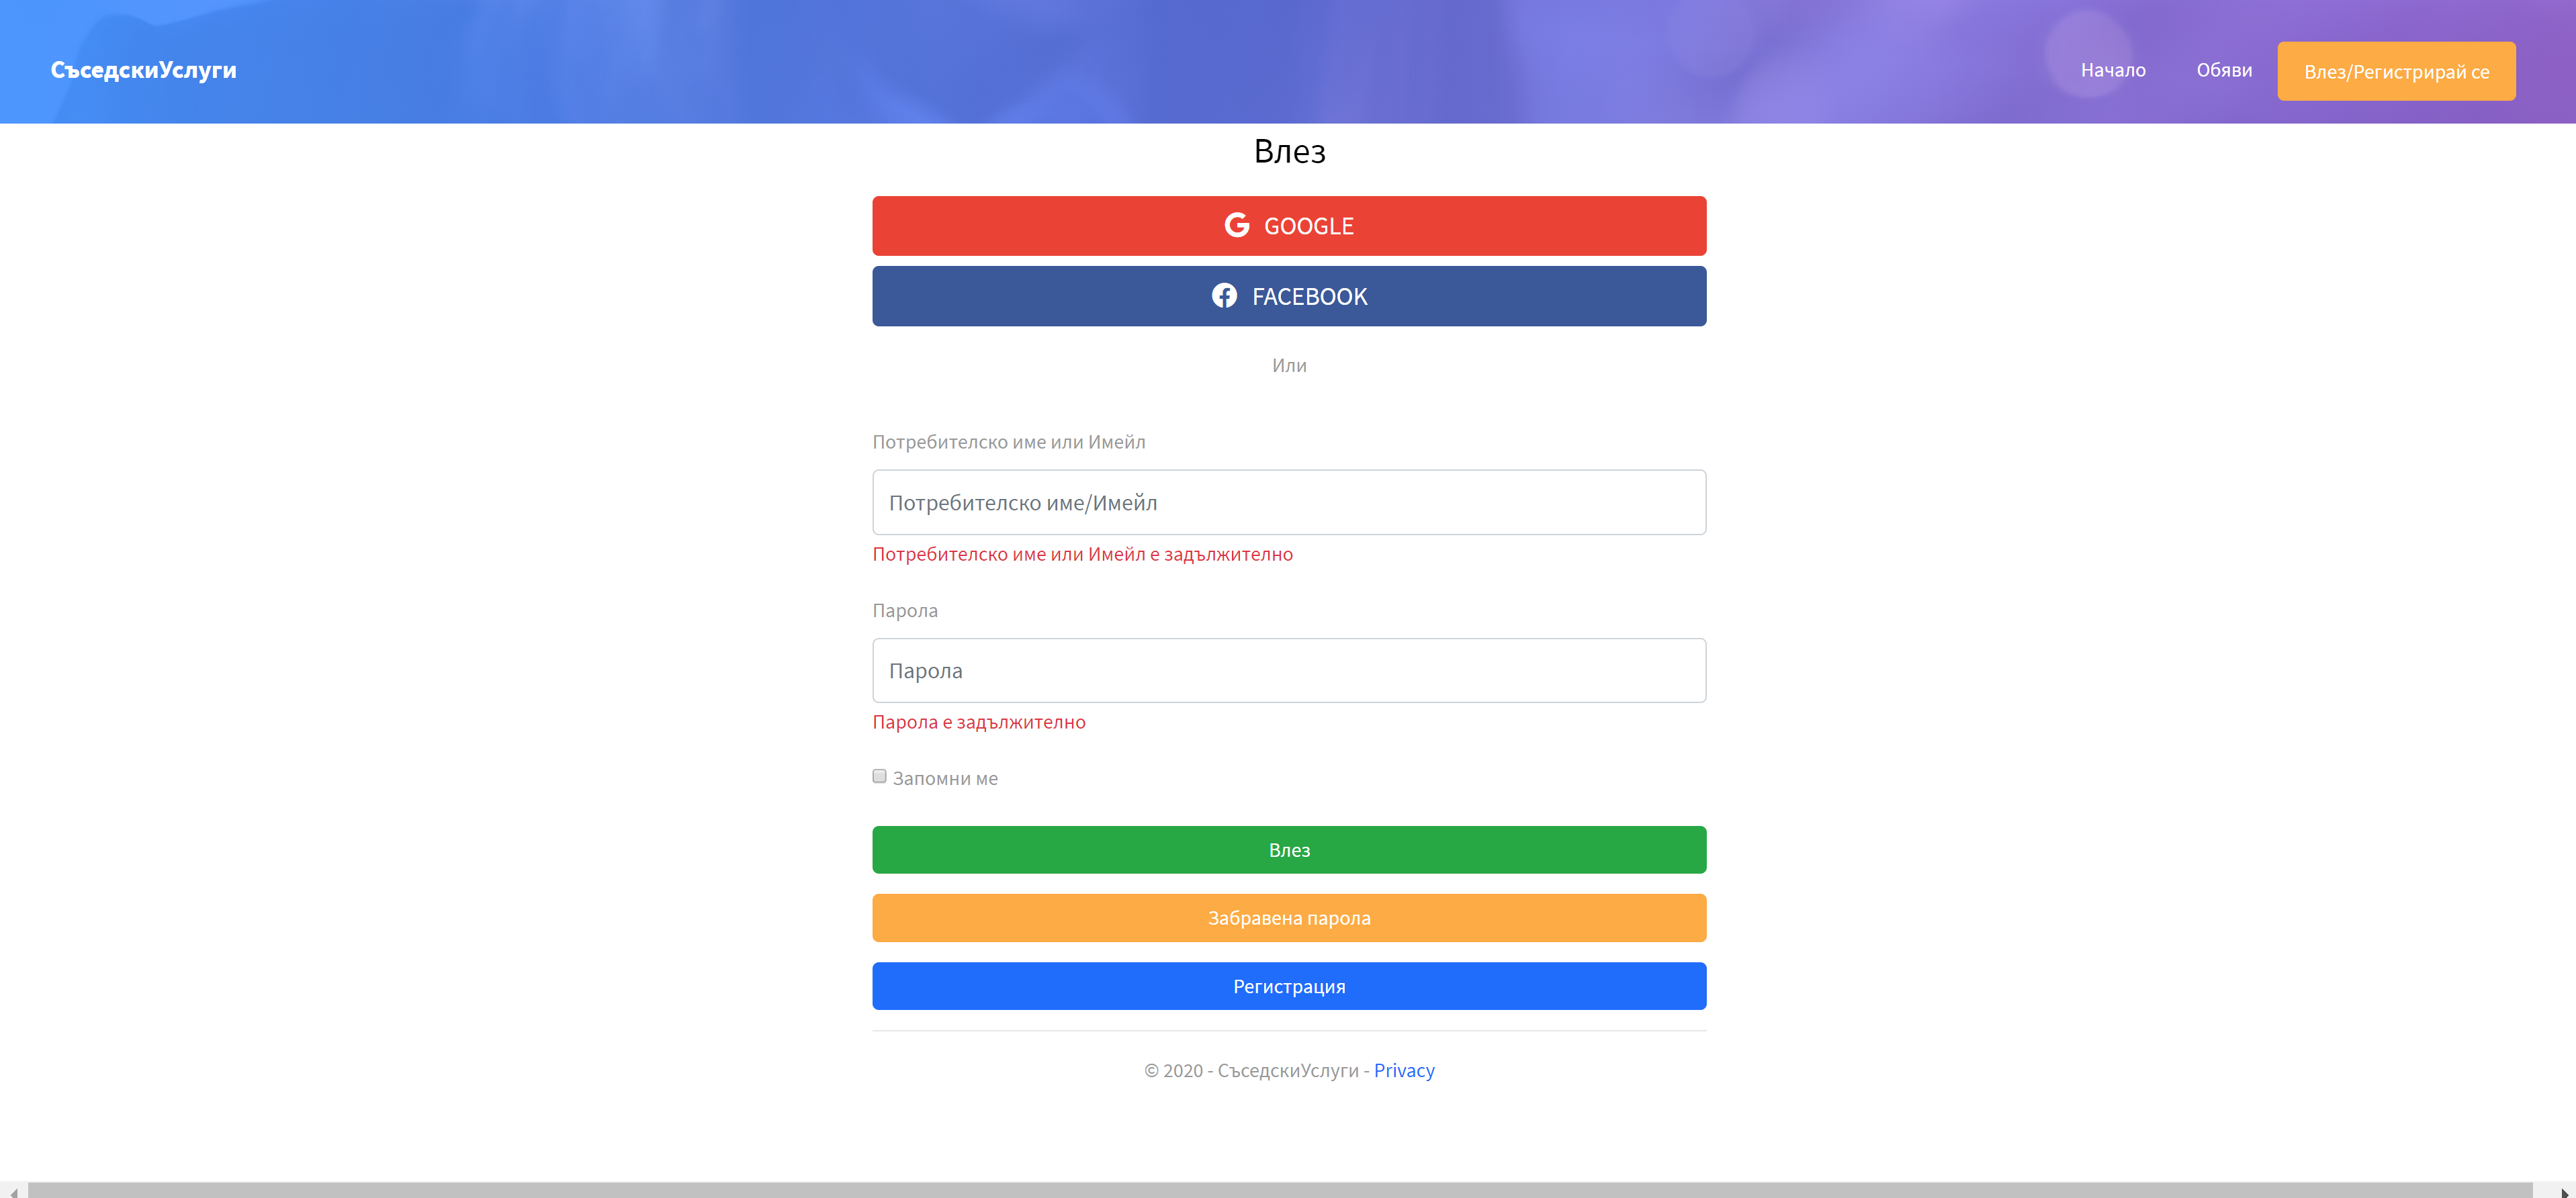 СъседскиУслуги
Начало
Обяви
Влез/Регистрирай се
Влез
GOOGLE
FACEBOOK
Или
Потребителско име или Имейл
Потребителско име/Имейл
Потребителско име или Имейл е задължително
Парола
Парола
Парола е задължително
Запомни ме
Влез
Забравена парола
Регистрация
© 2020 - СъседскиУслуги - Privacy